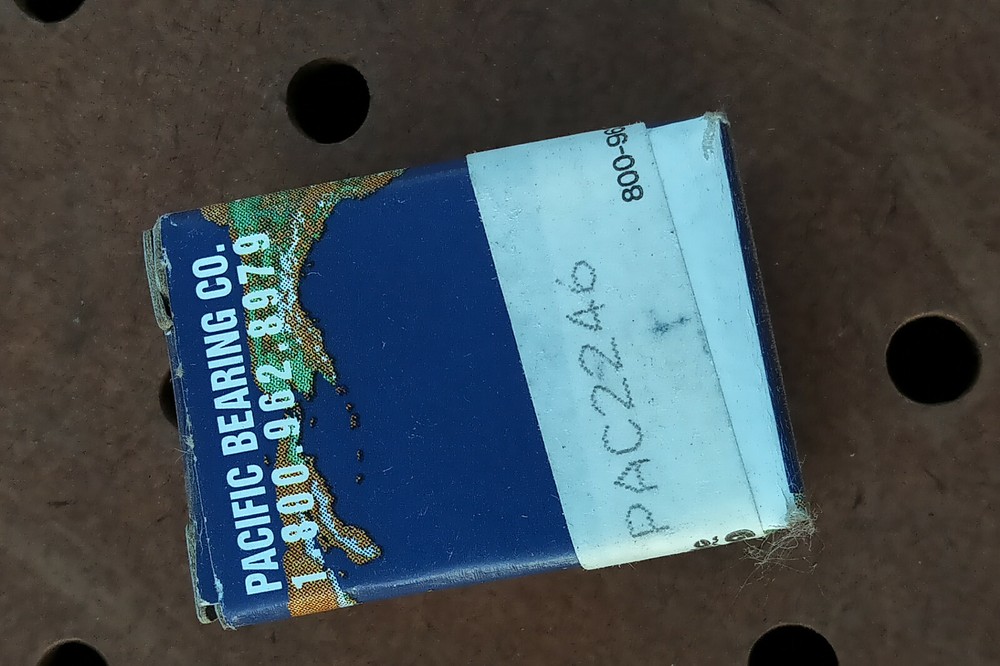 PACIFIC BEARING CO.
1.800.962.8979
PAC2246
800-96